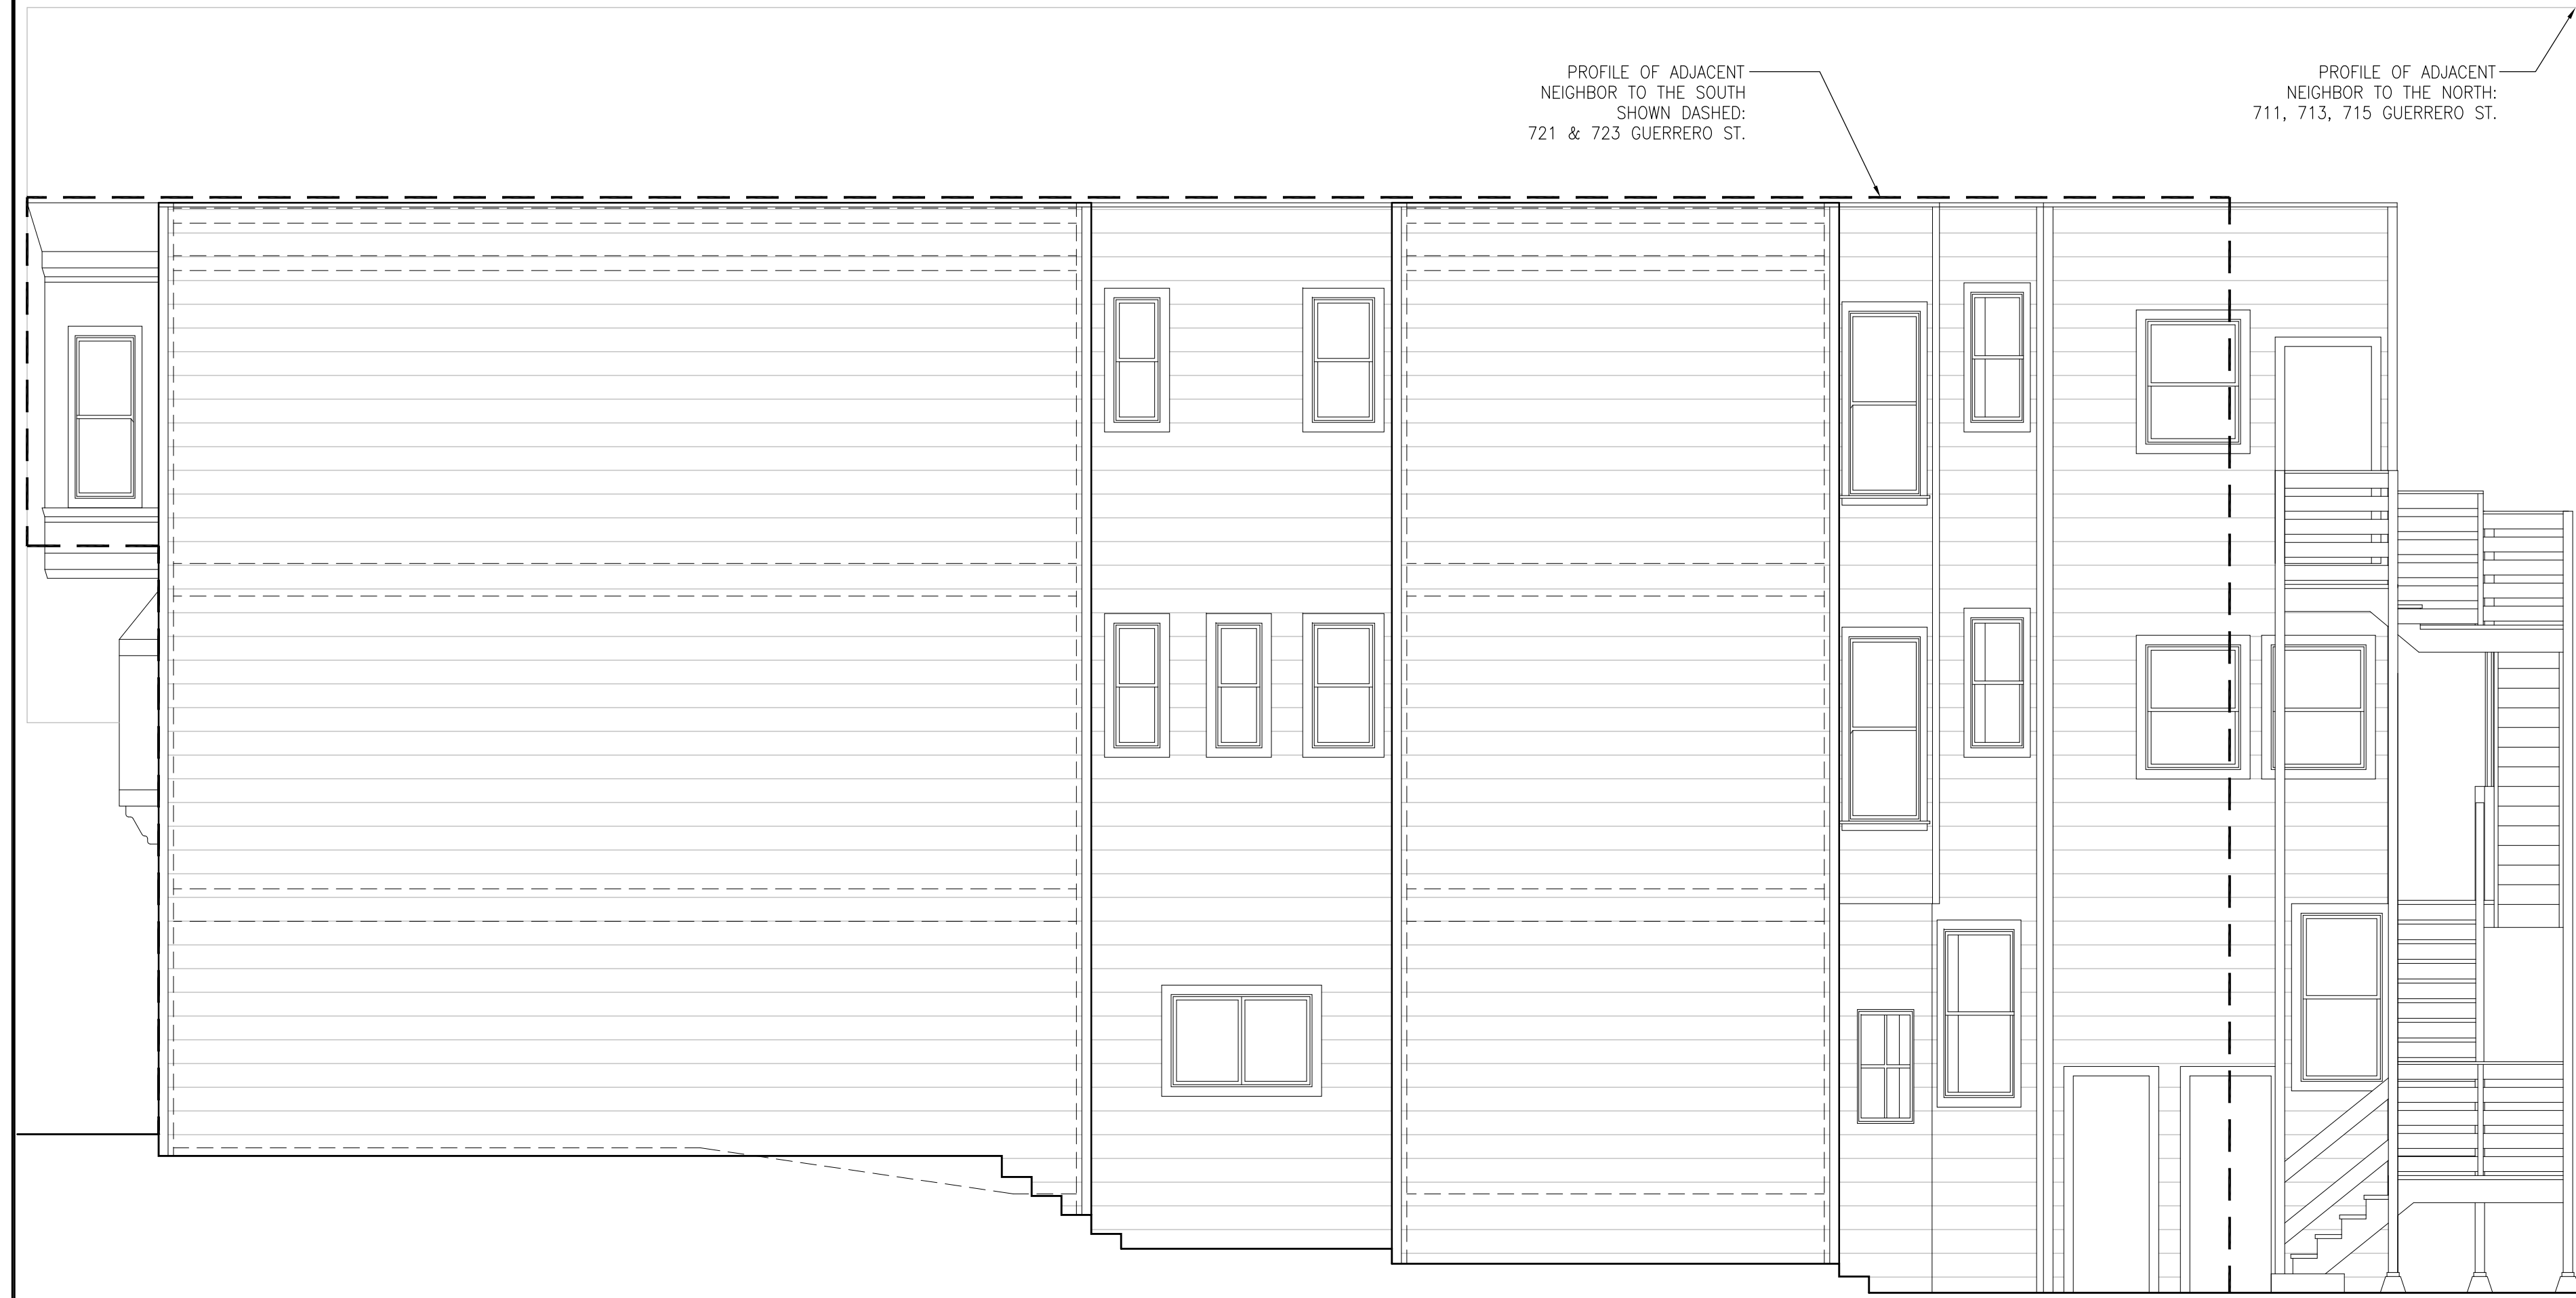 PROFILE OF ADJACENT
NEIGHBOR TO THE SOUTH
SHOWN DASHED:
721 & 723 GUERRERO ST.
PROFILE OF ADJACENT
NEIGHBOR TO THE NORTH:
711, 713, 715 GUERRERO ST.